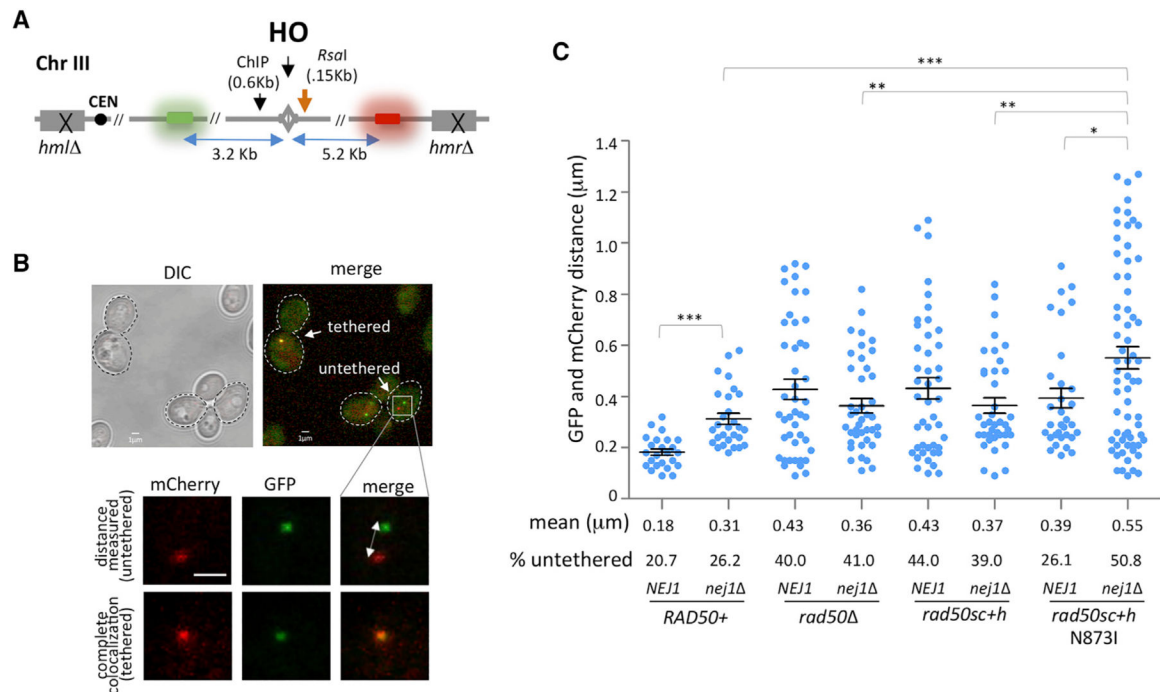 A
HO
Chr III
ChIP
(0.6Kb)
RsaI
(.15Kb)
CEN
//
//
//
//
hmlΔ
hmrΔ
3.2 Kb
5.2 Kb
B
DIC
merge
tethered
untethered
1µm
1µm
mCherry
GFP
merge
distance
measured
(untethered)
complete
colocalization
(tethered)
C
***
**
**
*
***
GFP and mCherry distance (µm)
1.4
1.2
1.0
0.8
0.6
0.4
0.2
0
mean (µm) 0.18 0.31 0.43 0.36 0.43 0.37 0.39 0.55
% untethered 20.7 26.2 40.0 41.0 44.0 39.0 26.1 50.8
NEJ1 nej1Δ NEJ1 nej1Δ NEJ1 nej1Δ NEJ1 nej1Δ
RAD50+ rad50Δ rad50sc+h rad50sc+h
N873I